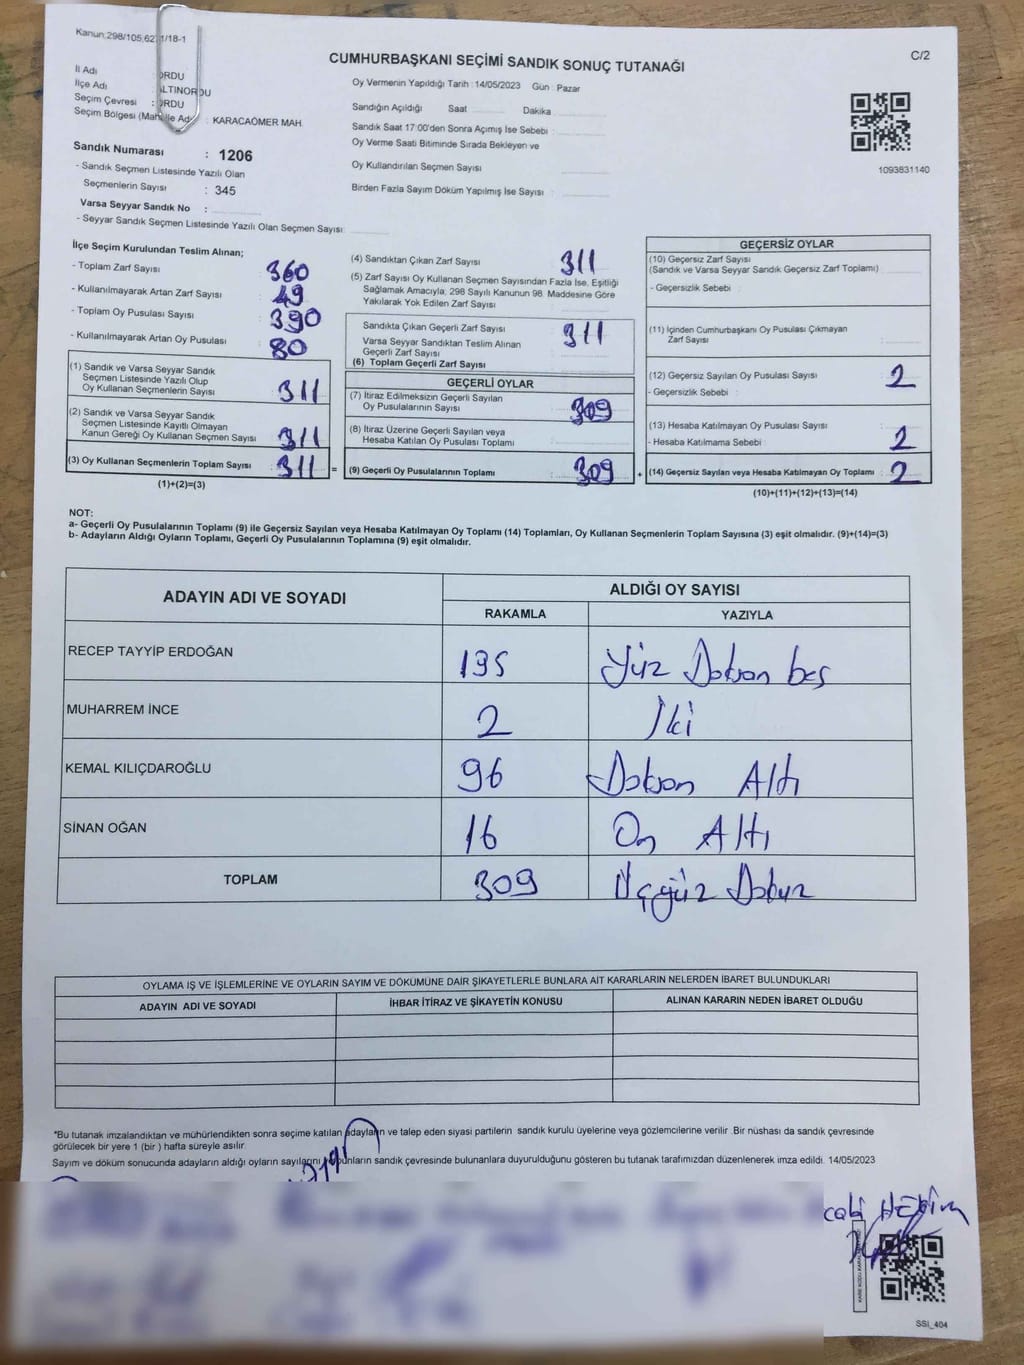 Kanun;298/105,62 1/18-1
C/2
CUMHURBAŞKANI SEÇİMİ SANDIK SONUÇ TUTANAĞI
İl Adı ORDU
İlçe Adı ALTINORDU
Seçim Çevresi : ORDU
Seçim Bölgesi (Mahalle Adı : KARACAÖMER MAH.
Sandık Numarası : 1206
- Sandık Seçmen Listesinde Yazılı Olan
Seçmenlerin Sayısı : 345
Varsa Seyyar Sandık No :
- Seyyar Sandık Seçmen Listesinde Yazılı Olan Seçmen Sayısı:
Oy Vermenin Yapıldığı Tarih : 14/05/2023 Gün : Pazar
Sandığın Açıldığı Saat Dakika
Sandık Saat 17:00'den Sonra Açımış İse Sebebi :
Oy Verme Saati Bitiminde Sırada Bekleyen ve
Oy Kullandırılan Seçmen Sayısı
Birden Fazla Sayım Döküm Yapılmış İse Sayısı :
1093831140
İlçe Seçim Kurulundan Teslim Alınan;
- Toplam Zarf Sayısı : 360
- Kullanılmayarak Artan Zarf Sayısı : 49
- Toplam Oy Pusulası Sayısı : 390
- Kullanılmayarak Artan Oy Pusulası : 80
(1) Sandık ve Varsa Seyyar Sandık
Seçmen Listesinde Yazılı Olup
Oy Kullanan Seçmenlerin Sayısı : 311
(2) Sandık ve Varsa Seyyar Sandık
Seçmen Listesinde Kayıtlı Olmayan
Kanun Gereği Oy Kullanan Seçmen Sayısı : 311
(3) Oy Kullanan Seçmenlerin Toplam Sayısı : 311
(1)+(2)=(3)
=
(4) Sandıktan Çıkan Zarf Sayısı : 311
(5) Zarf Sayısı Oy Kullanan Seçmen Sayısından Fazla İse, Eşitliği
Sağlamak Amacıyla; 298 Sayılı Kanunun 98. Maddesine Göre
Yakılarak Yok Edilen Zarf Sayısı :
Sandıkta Çıkan Geçerli Zarf Sayısı : 311
Varsa Seyyar Sandıktan Teslim Alınan
Geçerli Zarf Sayısı :
(6) Toplam Geçerli Zarf Sayısı
GEÇERLİ OYLAR
(7) İtiraz Edilmeksizin Geçerli Sayılan
Oy Pusulalarının Sayısı 309
(8) İtiraz Üzerine Geçerli Sayılan veya
Hesaba Katılan Oy Pusulası Toplamı
(9) Geçerli Oy Pusulalarının Toplamı : 309
+
GEÇERSİZ OYLAR
(10) Geçersiz Zarf Sayısı
(Sandık ve Varsa Seyyar Sandık Geçersiz Zarf Toplamı)
- Geçersizlik Sebebi :
(11) İçinden Cumhurbaşkanı Oy Pusulası Çıkmayan
Zarf Sayısı :
(12) Geçersiz Sayılan Oy Pusulası Sayısı : 2
- Geçersizlik Sebebi :
(13) Hesaba Katılmayan Oy Pusulası Sayısı
- Hesaba Katılmama Sebebi : 2
(14) Geçersiz Sayılan veya Hesaba Katılmayan Oy Toplamı : 2
(10)+(11)+(12)+(13)=(14)
NOT:
a- Geçerli Oy Pusulalarının Toplamı (9) ile Geçersiz Sayılan veya Hesaba Katılmayan Oy Toplamı (14) Toplamları, Oy Kullanan Seçmenlerin Toplam Sayısına (3) eşit olmalıdır. (9)+(14)=(3)
b- Adayların Aldığı Oyların Toplamı, Geçerli Oy Pusulalarının Toplamına (9) eşit olmalıdır.
ADAYIN ADI VE SOYADI
ALDIĞI OY SAYISI
RAKAMLA YAZIYLA
RECEP TAYYİP ERDOĞAN 195 Yüz Doksan beş
MUHARREM İNCE 2 İki
KEMAL KILIÇDAROĞLU 96 Doksan Altı
SİNAN OĞAN 16 On Altı
TOPLAM 309 Üçyüz Dokuz
OYLAMA İŞ VE İŞLEMLERİNE VE OYLARIN SAYIM VE DÖKÜMÜNE DAİR ŞİKAYETLERLE BUNLARA AİT KARARLARIN NELERDEN İBARET BULUNDUKLARI
ADAYIN ADI VE SOYADI İHBAR İTİRAZ VE ŞİKAYETİN KONUSU ALINAN KARARIN NEDEN İBARET OLDUĞU
*Bu tutanak imzalandıktan ve mühürlendikten sonra seçime katılan adayların ve talep eden siyasi partilerin sandık kurulu üyelerine veya gözlemcilerine verilir. Bir nüshası da sandık çevresinde
görülecek bir yere 1 (bir ) hafta süreyle asılır.
Sayım ve döküm sonucunda adayların aldığı oyların sayılarını bunların sandık çevresinde bulunanlara duyurulduğunu gösteren bu tutanak tarafımızdan düzenlenerek imza edildi. 14/05/2023
SSI_404